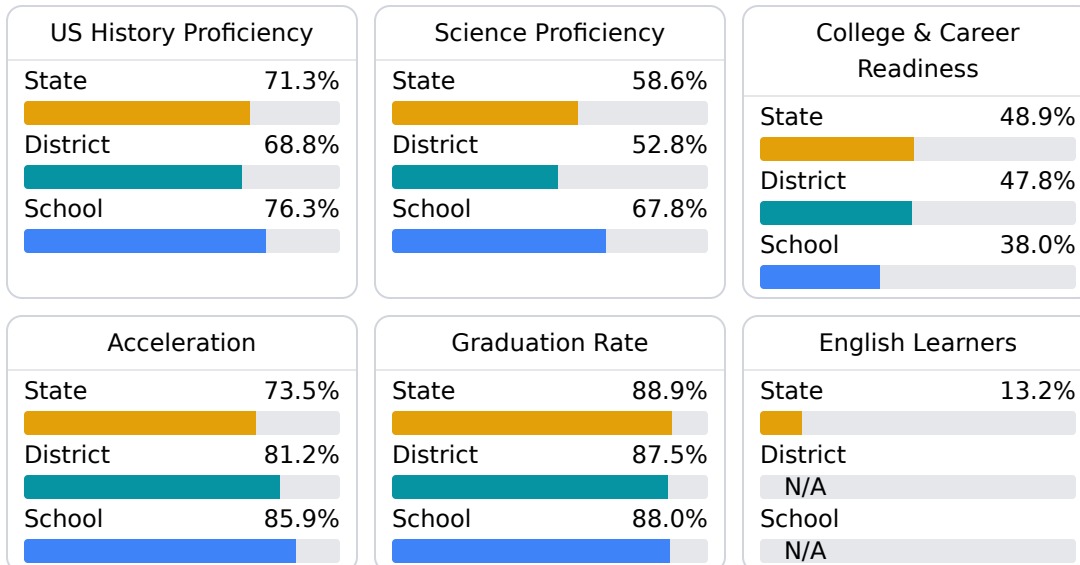 US History Proficiency
State 71.3%
District 68.8%
School 76.3%
Science Proficiency
State 58.6%
District 52.8%
School 67.8%
College & Career
Readiness
State 48.9%
District 47.8%
School 38.0%
Acceleration
State 73.5%
District 81.2%
School 85.9%
Graduation Rate
State 88.9%
District 87.5%
School 88.0%
English Learners
State 13.2%
District
N/A
School
N/A